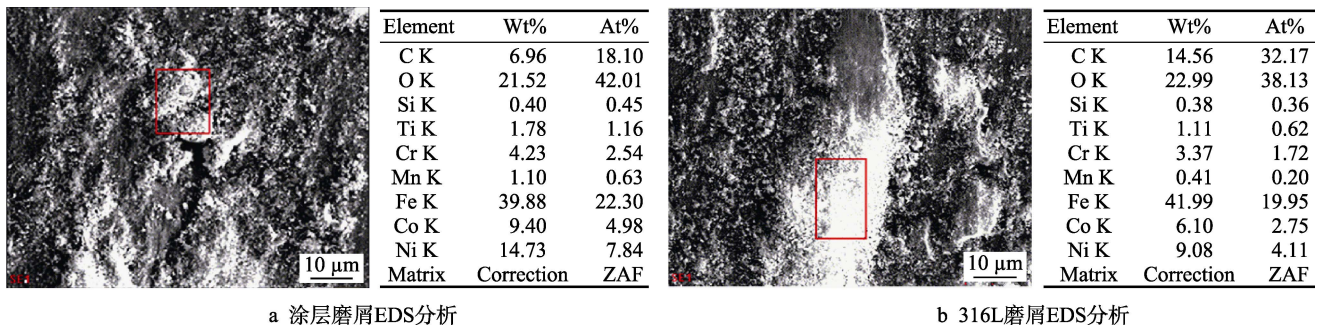 Element Wt% At%
C K 6.96 18.10
O K 21.52 42.01
Si K 0.40 0.45
Ti K 1.78 1.16
Cr K 4.23 2.54
Mn K 1.10 0.63
Fe K 39.88 22.30
Co K 9.40 4.98
Ni K 14.73 7.84
Matrix Correction ZAF
10 μm
a 涂层磨屑EDS分析
Element Wt% At%
C K 14.56 32.17
O K 22.99 38.13
Si K 0.38 0.36
Ti K 1.11 0.62
Cr K 3.37 1.72
Mn K 0.41 0.20
Fe K 41.99 19.95
Co K 6.10 2.75
Ni K 9.08 4.11
Matrix Correction ZAF
10 μm
b 316L磨屑EDS分析